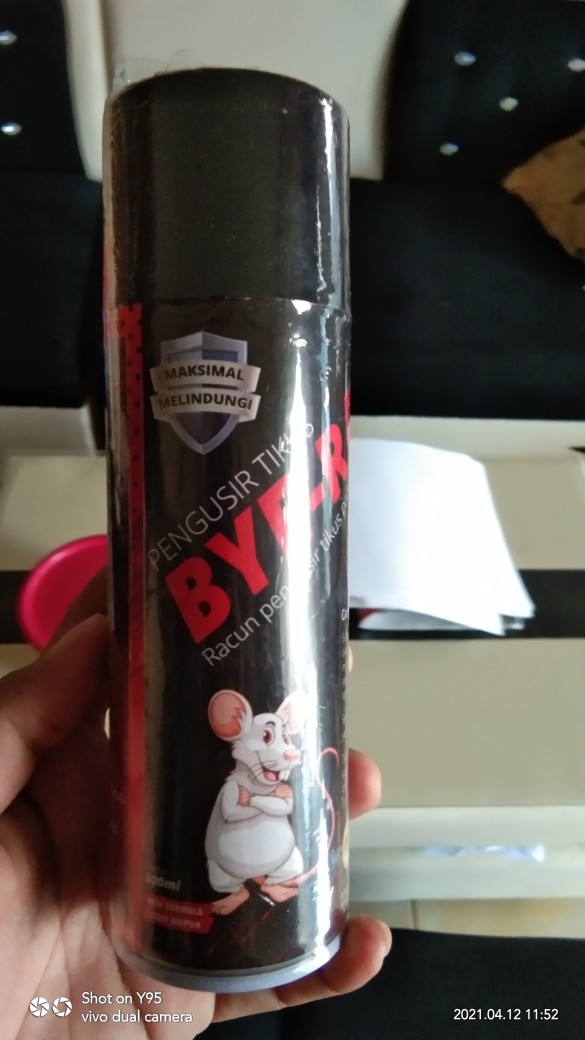 MAKSIMAL
MELINDUNGI
PENGUSIR TIKUS
BYE-R
Racun pengusir tikus
300ml
Shot on Y95
vivo dual camera
2021.04.12 11:52